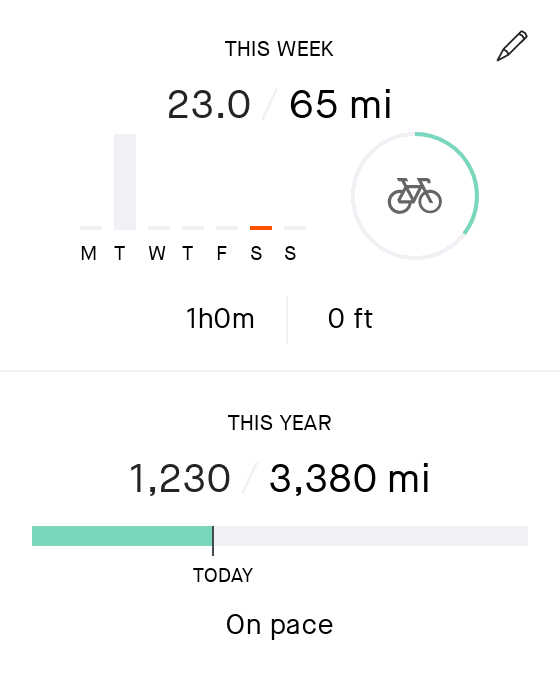 THIS WEEK
23.0 / 65 mi
M T W T F S S
1h0m 0 ft
THIS YEAR
1,230 / 3,380 mi
TODAY
On pace